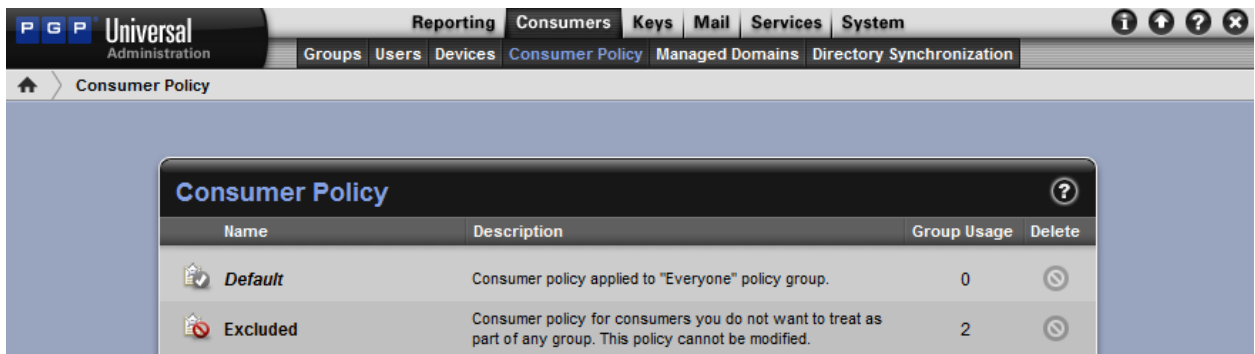 PGP Universal
Administration
Reporting Consumers Keys Mail Services System
Groups Users Devices Consumer Policy Managed Domains Directory Synchronization
Consumer Policy
Consumer Policy
Name Description Group Usage Delete
Default Consumer policy applied to "Everyone" policy group. 0
Excluded Consumer policy for consumers you do not want to treat as
part of any group. This policy cannot be modified. 2